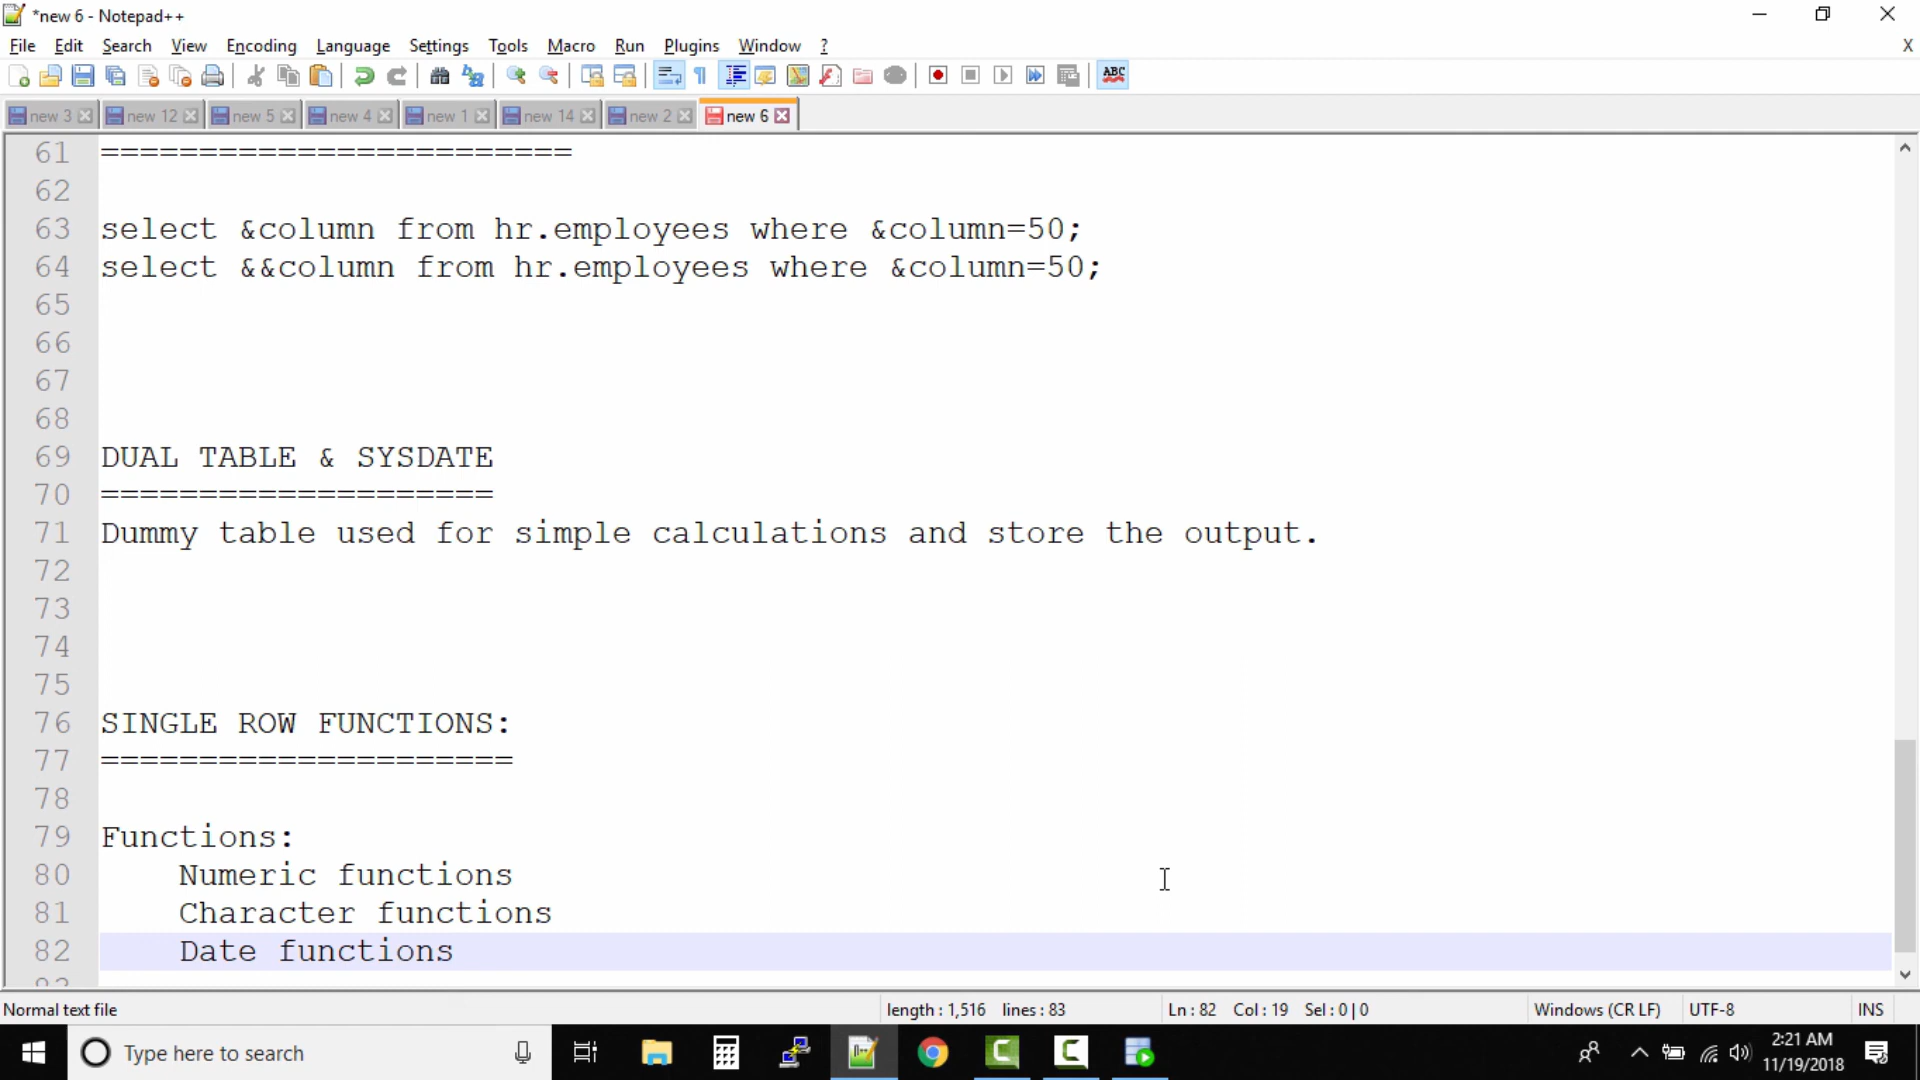 *new 6 - Notepad++
File Edit Search View Encoding Language Settings Tools Macro Run Plugins Window ? X
ABC
new 3 new 12 new 5 new 4 new 1 new 14 new 2 new 6
61 ========================
62
63 select &column from hr.employees where &column=50;
64 select &&column from hr.employees where &column=50;
65
66
67
68
69 DUAL TABLE & SYSDATE
70 ====================
71 Dummy table used for simple calculations and store the output.
72
73
74
75
76 SINGLE ROW FUNCTIONS:
77 =====================
78
79 Functions:
80 Numeric functions
81 Character functions
82 Date functions
Normal text file length : 1,516 lines : 83 Ln : 82 Col : 19 Sel : 0 | 0 Windows (CR LF) UTF-8 INS
Type here to search
2:21 AM
11/19/2018